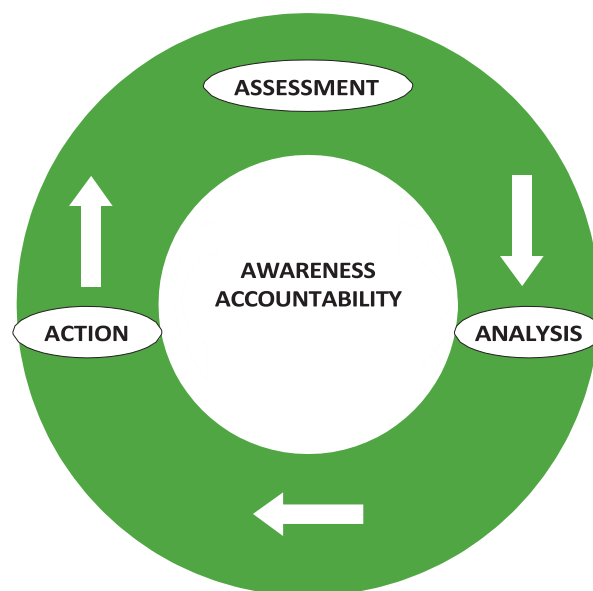 ASSESSMENT
AWARENESS
ACCOUNTABILITY
ACTION
ANALYSIS